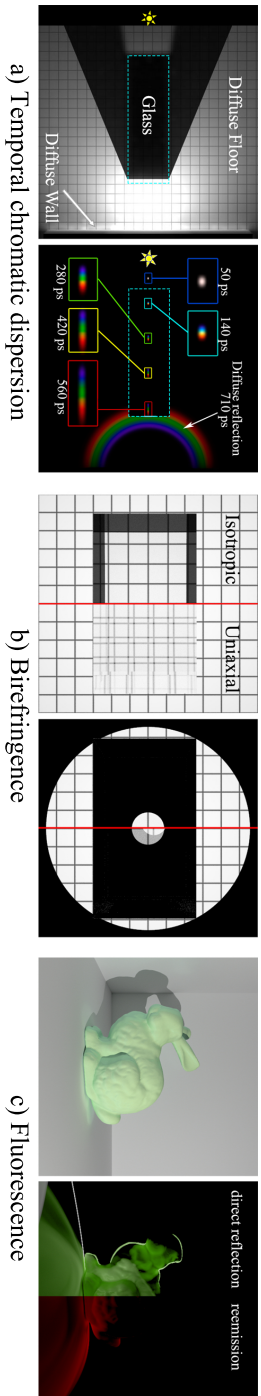 Diffuse Floor
Glass
Diffuse Wall
50 ps
140 ps
Diffuse reflection
710 ps
280 ps
420 ps
560 ps
a) Temporal chromatic dispersion
Isotropic
Uniaxial
b) Birefringence
direct reflection
reemission
c) Fluorescence